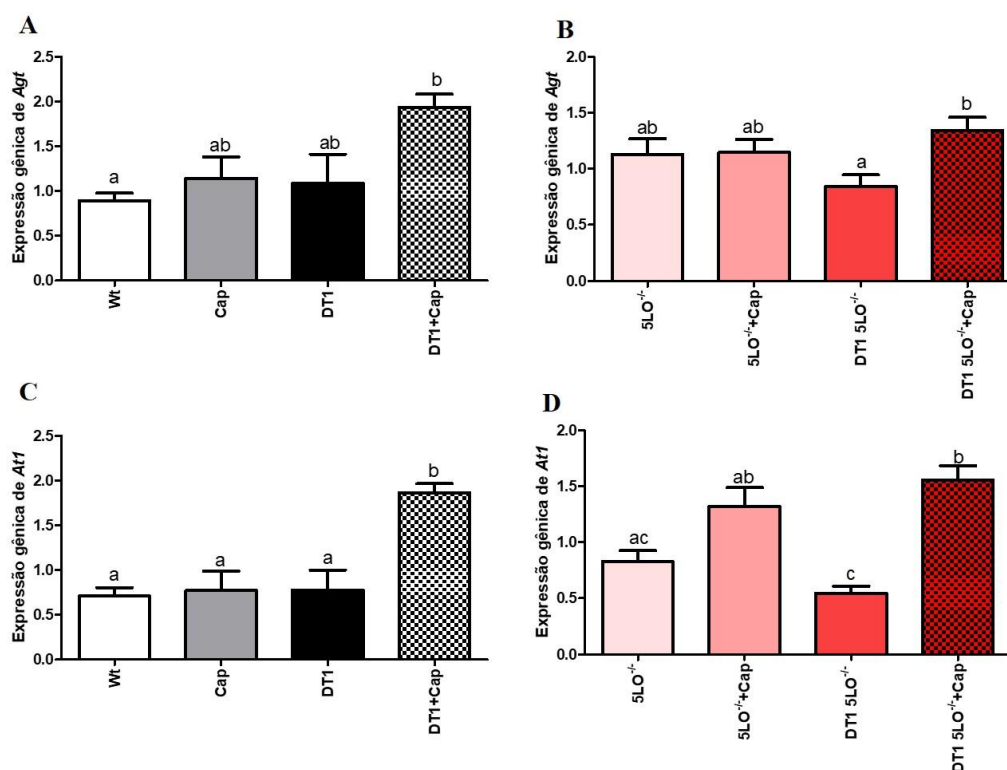 A
Expressão gênica de Agt
2.5
2.0
1.5
1.0
0.5
0.0
a
ab
ab
b
Wt
Cap
DT1
DT1+Cap
B
Expressão gênica de Agt
2.0
1.5
1.0
0.5
0.0
ab
ab
a
b
5LO-/-
5LO-/-+Cap
DT1 5LO-/-
DT1 5LO-/-+Cap
C
Expressão gênica de At1
2.5
2.0
1.5
1.0
0.5
0.0
a
a
a
b
Wt
Cap
DT1
DT1+Cap
D
Expressão gênica de At1
2.0
1.5
1.0
0.5
0.0
ac
ab
c
b
5LO-/-
5LO-/-+Cap
DT1 5LO-/-
DT1 5LO-/-+Cap